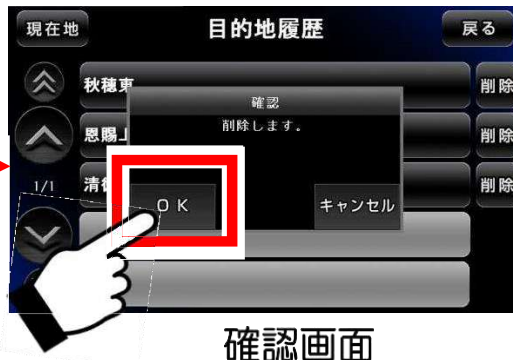 現在地
目的地履歴
戻る
秋穂東
削除
確認
削除します。
恩賜上
削除
1/1
清
削除
OK
キャンセル
確認画面